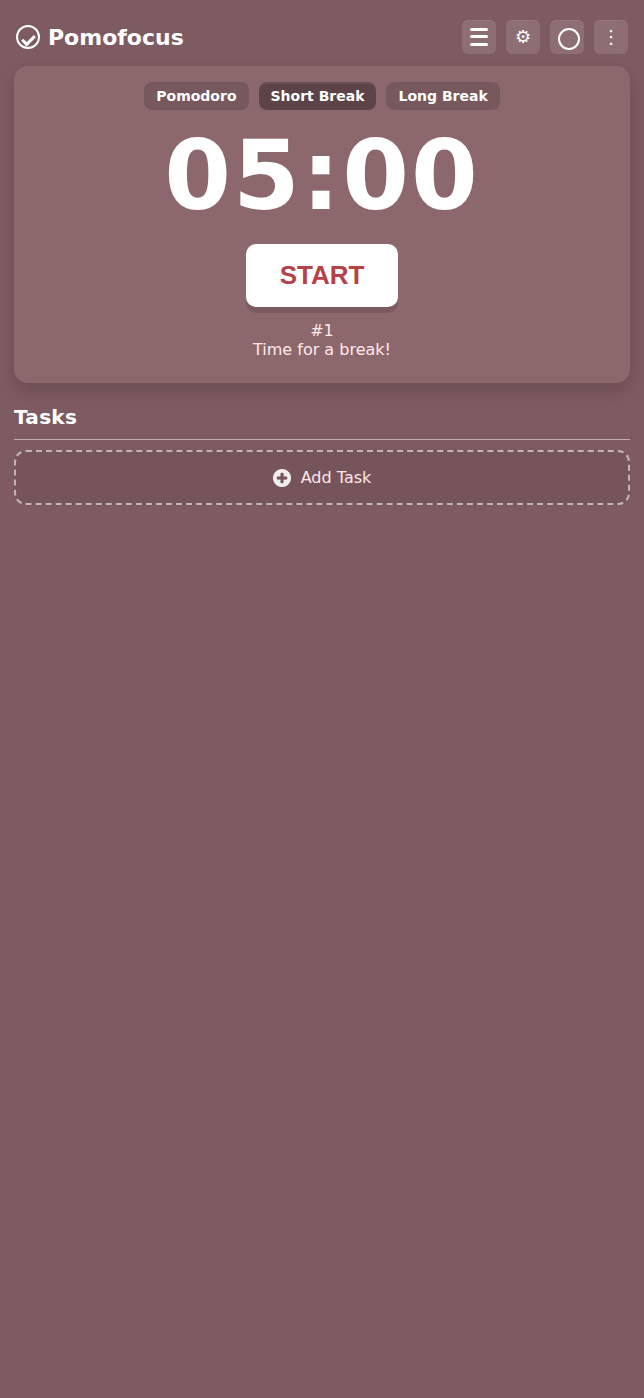 Pomofocus
Pomodoro Short Break Long Break
05:00
START
#1
Time for a break!
Tasks
Add Task